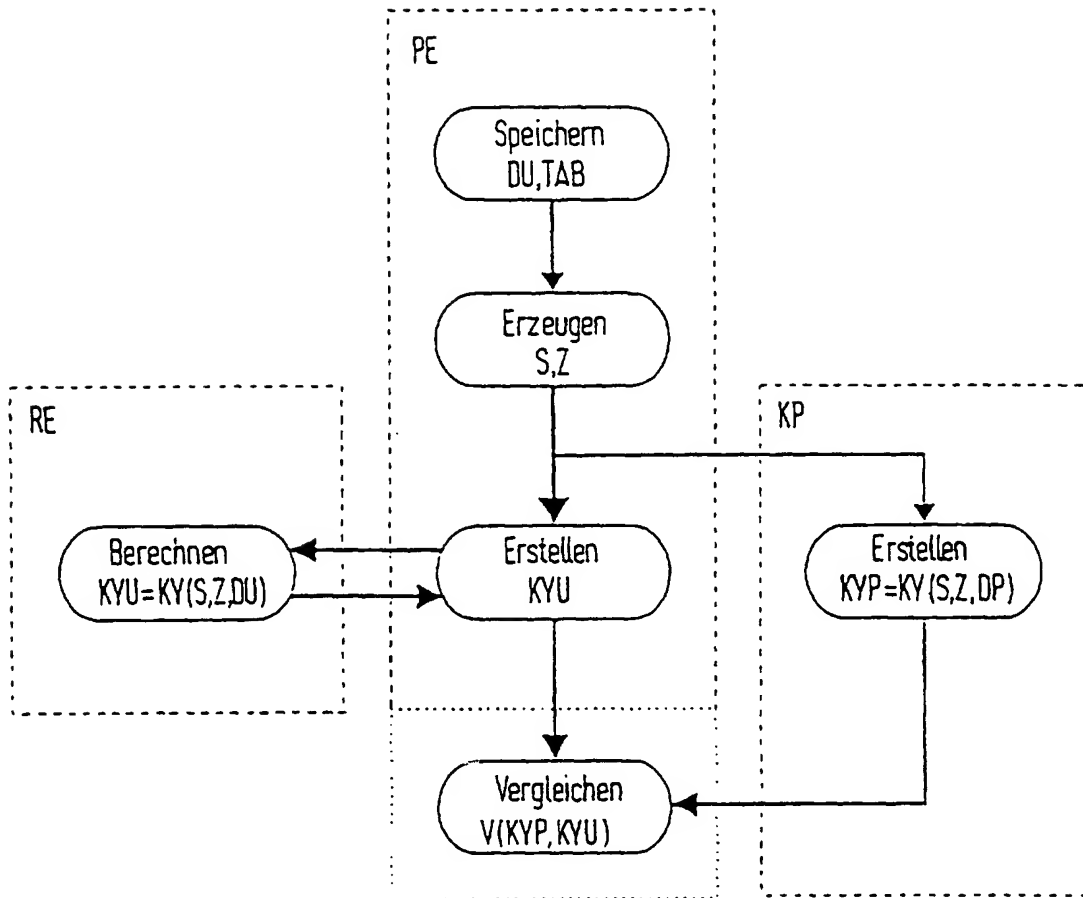 PE
Speichern
DU,TAB
Erzeugen
S,Z
RE
KP
Berechnen
KYU=KY(S,Z,DU)
Erstellen
KYU
Erstellen
KYP=KY(S,Z,DP)
Vergleichen
V(KYP,KYU)